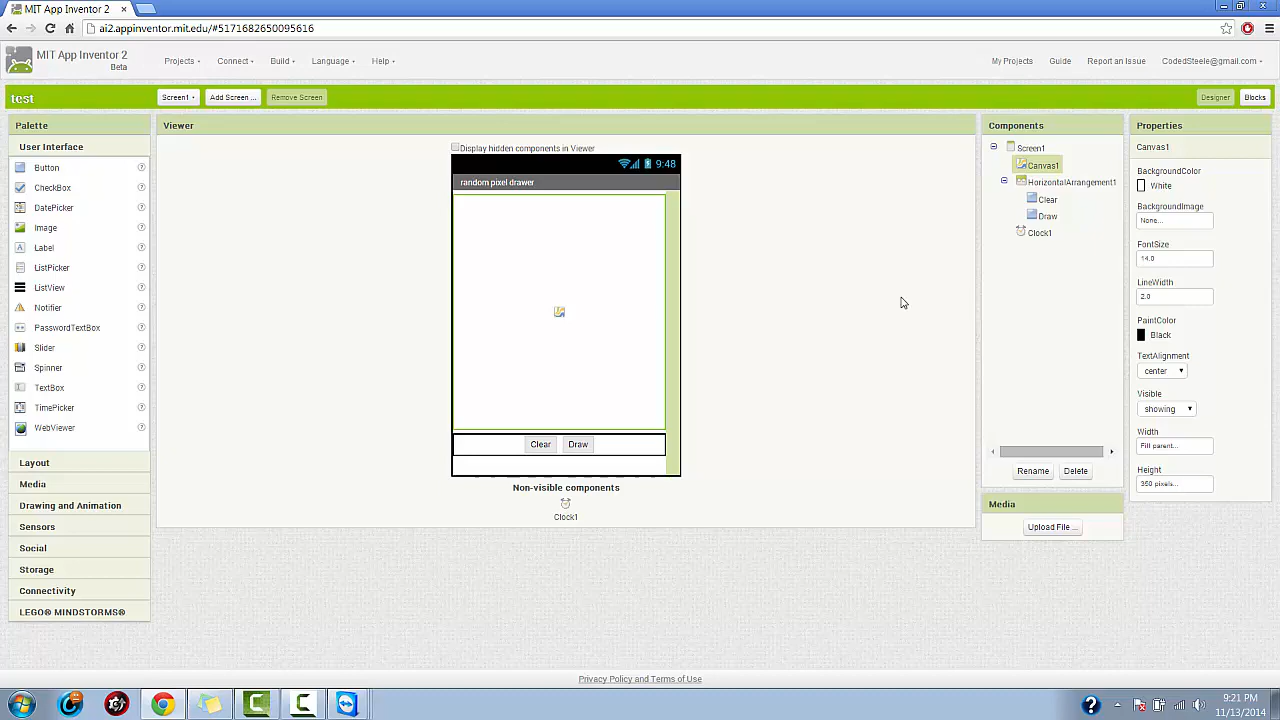 MIT App Inventor 2
ai2.appinventor.mit.edu/#5171682650095616
MIT App Inventor 2
Beta
Projects
Connect
Build
Language
Help
My Projects
Guide
Report an Issue
CodedSteele@gmail.com
test
Screen1
Add Screen ...
Remove Screen
Designer
Blocks
Palette
User Interface
Button
CheckBox
DatePicker
Image
Label
ListPicker
ListView
Notifier
PasswordTextBox
Slider
Spinner
TextBox
TimePicker
WebViewer
Layout
Media
Drawing and Animation
Sensors
Social
Storage
Connectivity
LEGO® MINDSTORMS®
Viewer
Display hidden components in Viewer
9:48
random pixel drawer
Clear
Draw
Non-visible components
Clock1
Components
Screen1
Canvas1
HorizontalArrangement1
Clear
Draw
Clock1
Rename
Delete
Media
Upload File ...
Properties
Canvas1
BackgroundColor
White
BackgroundImage
None...
FontSize
14.0
LineWidth
2.0
PaintColor
Black
TextAlignment
center
Visible
showing
Width
Fill parent...
Height
350 pixels...
Privacy Policy and Terms of Use
9:21 PM
11/13/2014